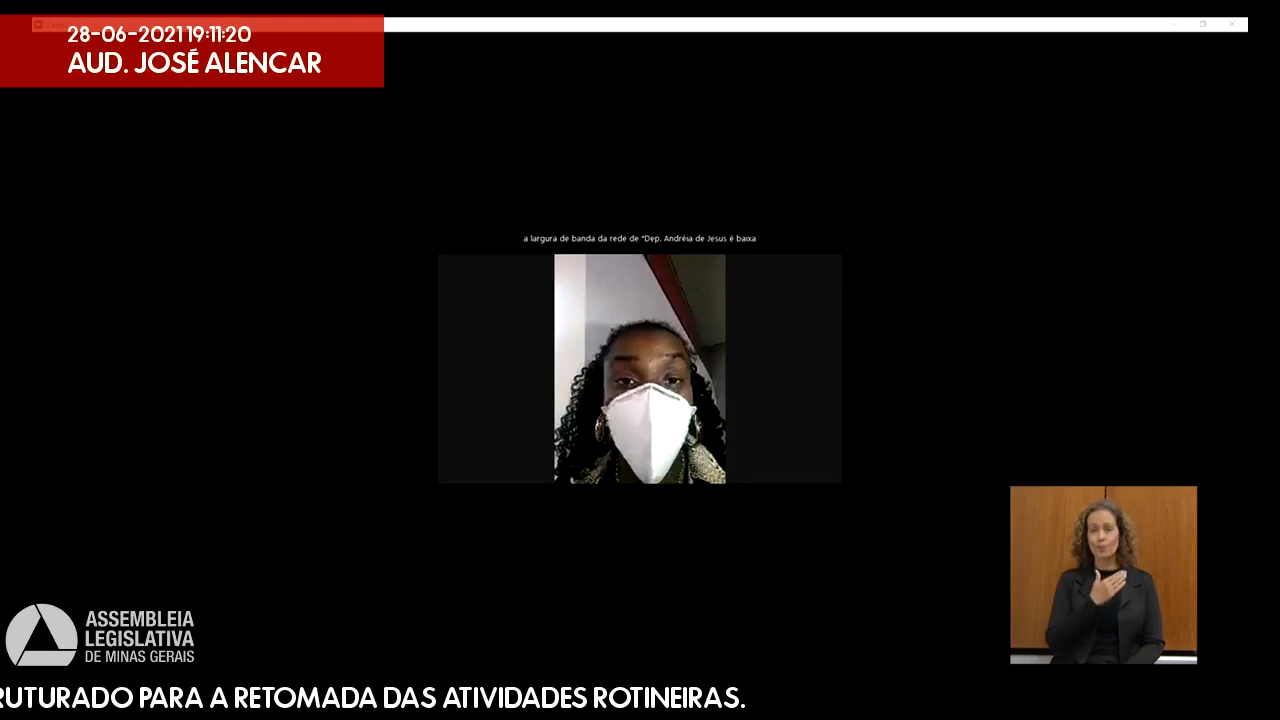 28-06-2021 19:11:20
AUD. JOSÉ ALENCAR
a largura de banda da rede de "Dep. Andréia de Jesus é baixa
ASSEMBLEIA
LEGISLATIVA
DE MINAS GERAIS
RUTURADO PARA A RETOMADA DAS ATIVIDADES ROTINEIRAS.